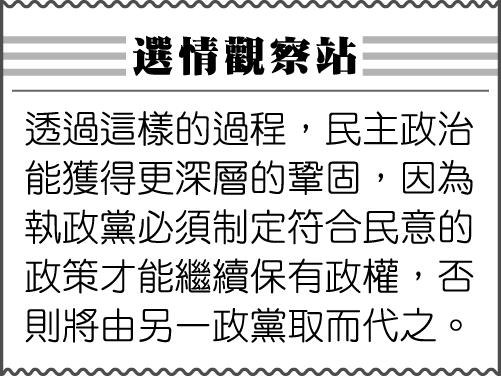 選情觀察站
透過這樣的過程，民主政治
能獲得更深層的鞏固，因為
執政黨必須制定符合民意的
政策才能繼續保有政權，否
則將由另一政黨取而代之。